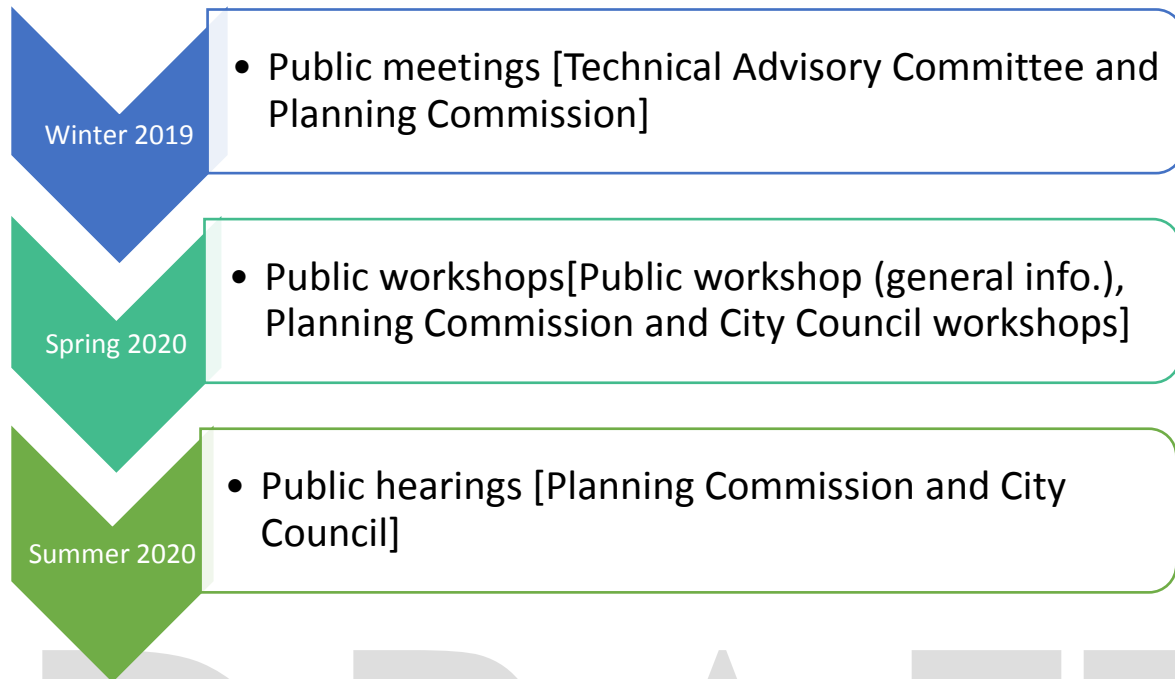 Winter 2019
• Public meetings [Technical Advisory Committee and
Planning Commission]
Spring 2020
• Public workshops[Public workshop (general info.),
Planning Commission and City Council workshops]
Summer 2020
• Public hearings [Planning Commission and City
Council]